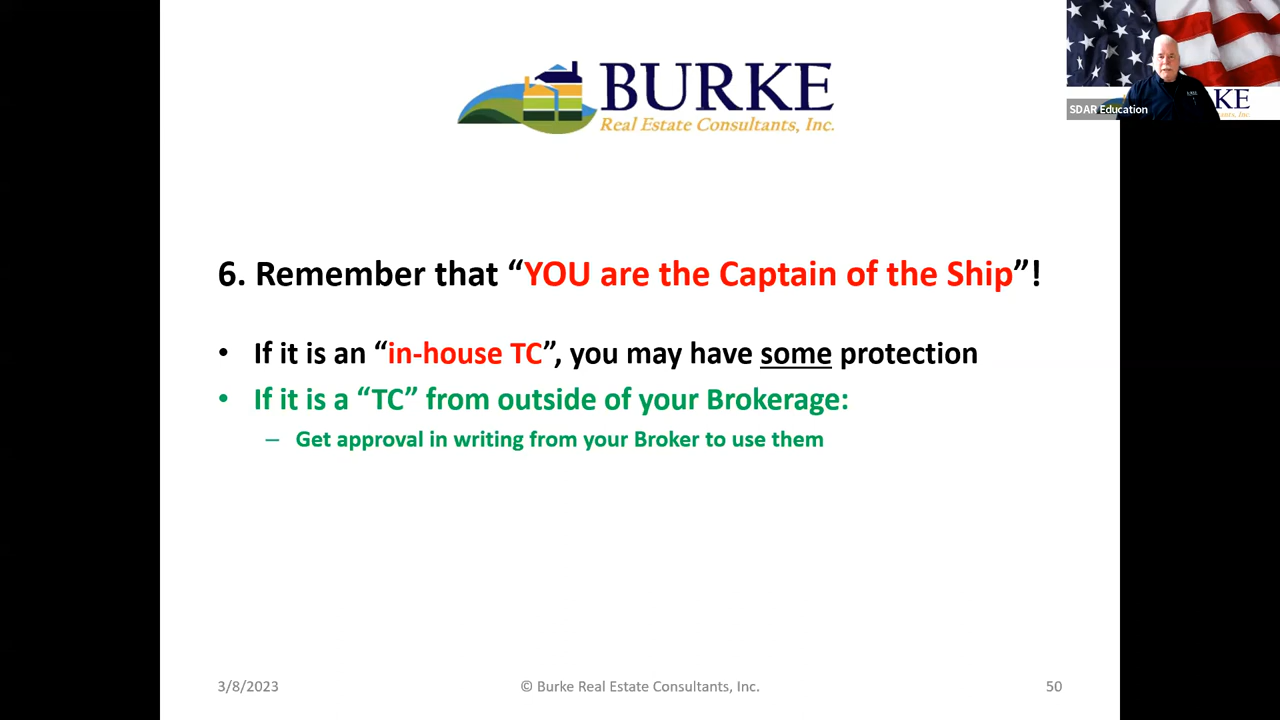 BURKE
Real Estate Consultants, Inc.
SDAR Education
KE
6. Remember that “YOU are the Captain of the Ship”!
• If it is an “in-house TC”, you may have some protection
• If it is a “TC” from outside of your Brokerage:
– Get approval in writing from your Broker to use them
3/8/2023
© Burke Real Estate Consultants, Inc.
50